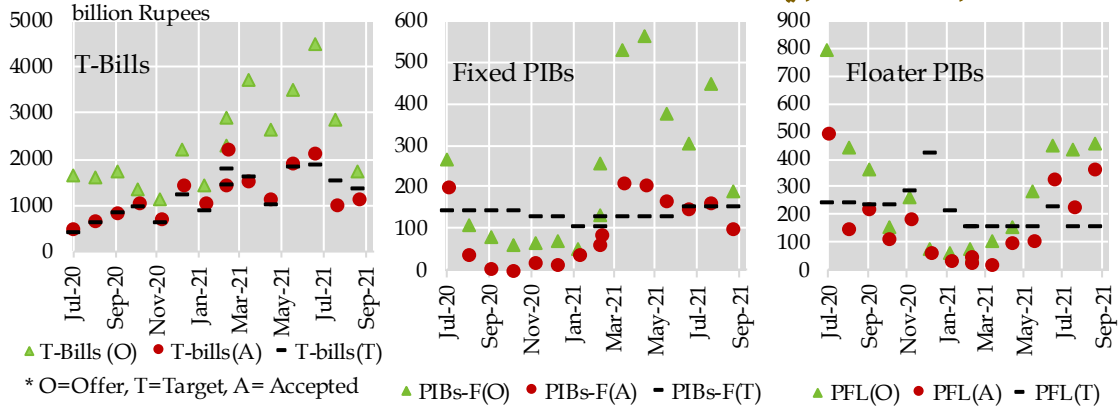 billion Rupees
T-Bills
5000
4000
3000
2000
1000
0
Jul-20
Sep-20
Nov-20
Jan-21
Mar-21
May-21
Jul-21
Sep-21
T-Bills (O) T-bills(A) T-bills(T)
* O=Offer, T=Target, A= Accepted
Fixed PIBs
600
500
400
300
200
100
0
Jul-20
Sep-20
Nov-20
Jan-21
Mar-21
May-21
Jul-21
Sep-21
PIBs-F(O) PIBs-F(A) PIBs-F(T)
Floater PIBs
900
800
700
600
500
400
300
200
100
0
Jul-20
Sep-20
Nov-20
Jan-21
Mar-21
May-21
Jul-21
Sep-21
PFL(O) PFL(A) PFL(T)